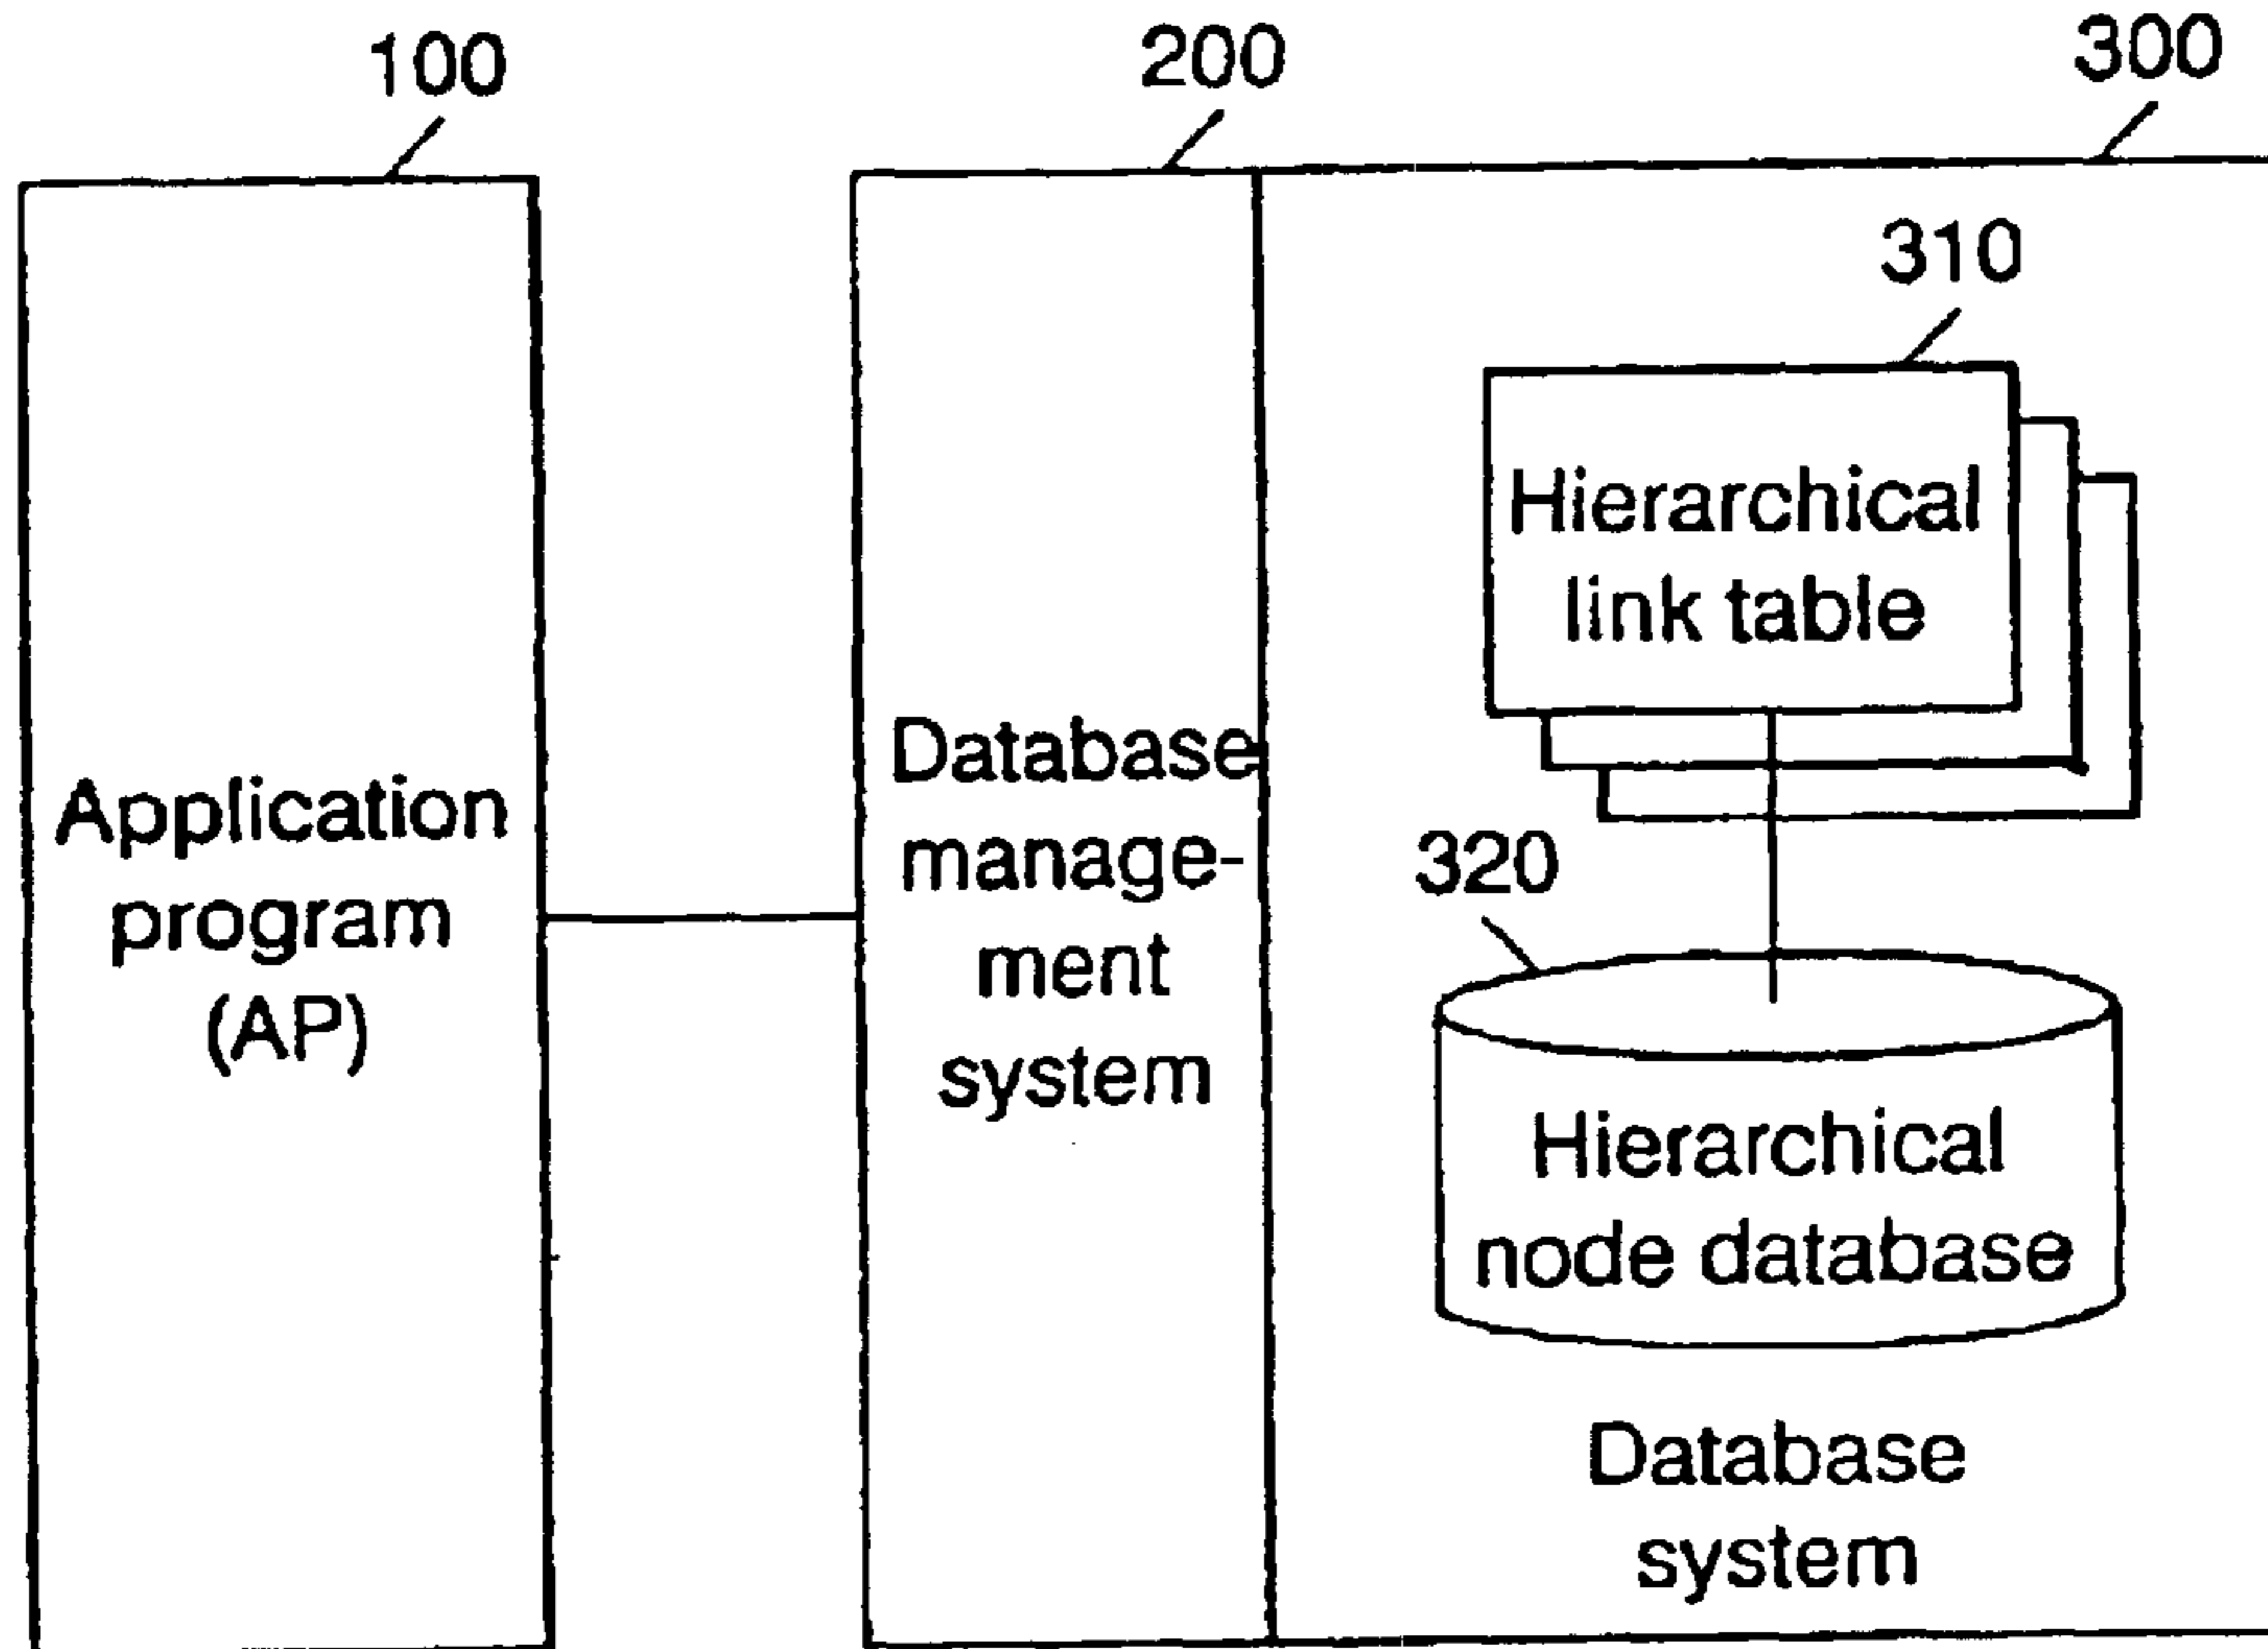 100
200
300
310
Hierarchical
link table
Application
program
(AP)
Database
manage-
ment
system
320
Hierarchical
node database
Database
system